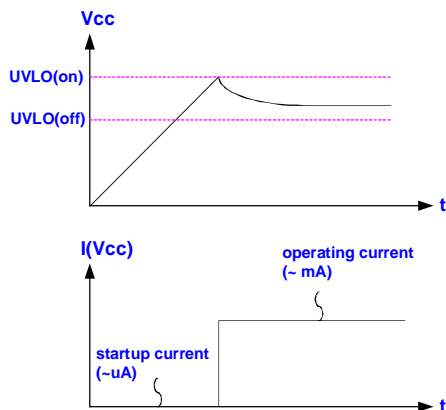 Vcc
UVLO(on)
UVLO(off)
t
I(Vcc)
operating current
(~ mA)
startup current
(~uA)
t